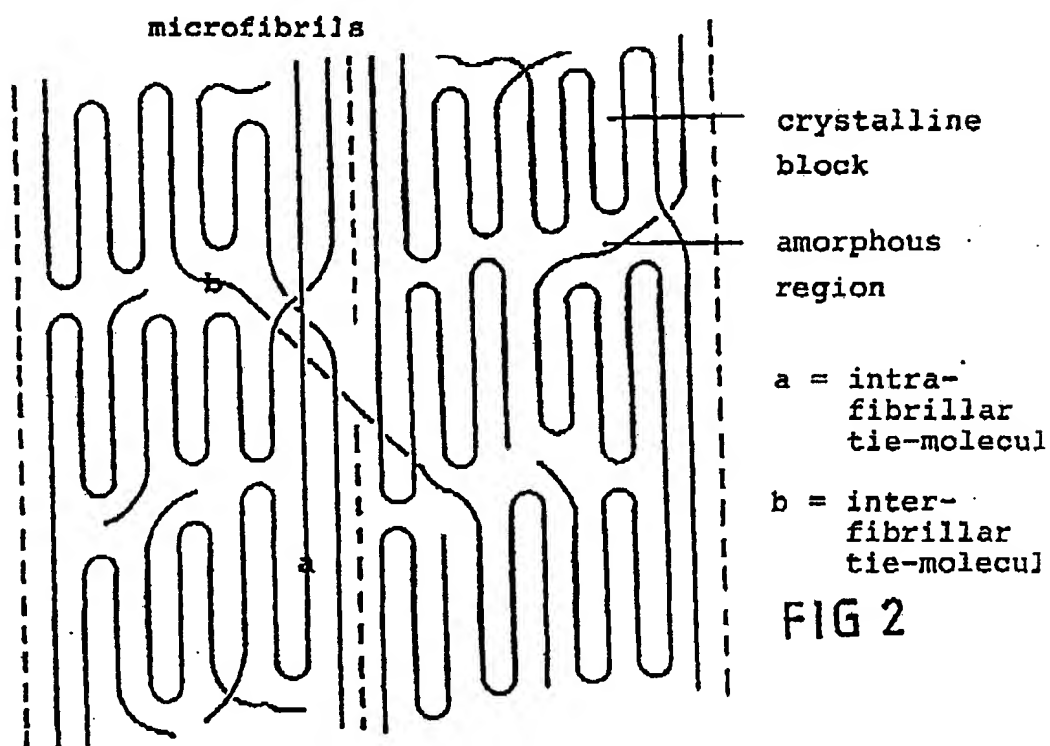 microfibrils
crystalline
block
amorphous
region
b
a = intra-
fibrillar
tie-molecul
a
b = inter-
fibrillar
tie-molecul
FIG 2